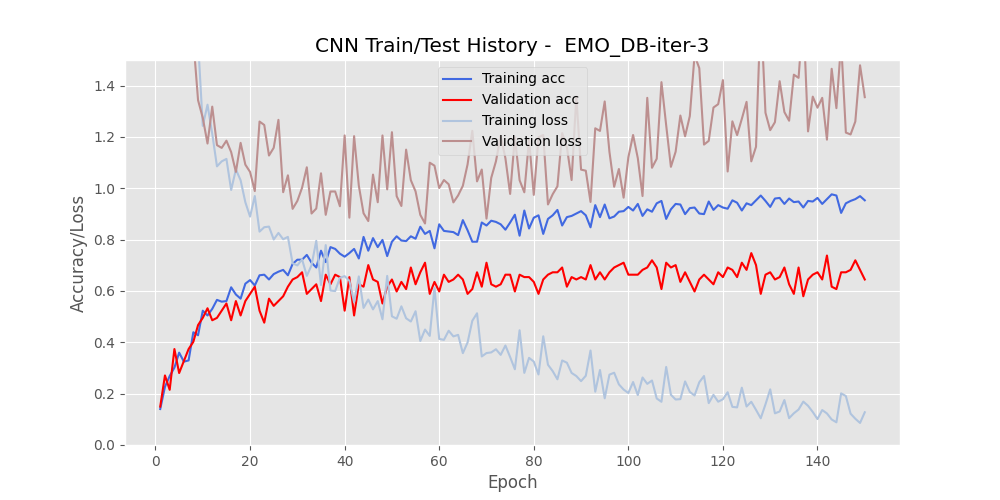 CNN Train/Test History -  EMO_DB-iter-3
Training acc
Validation acc
Training loss
Validation loss
Accuracy/Loss
1.4
1.2
1.0
0.8
0.6
0.4
0.2
0.0
0 20 40 60 80 100 120 140
Epoch